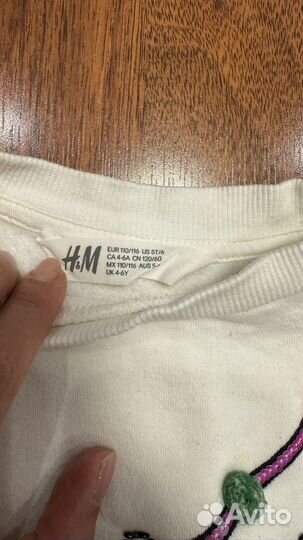 H&M
EUR 110/116 US 5T/6
CA 4-6A CN 120/60
MX 110/116 AUS
UK 4-6Y
Avito